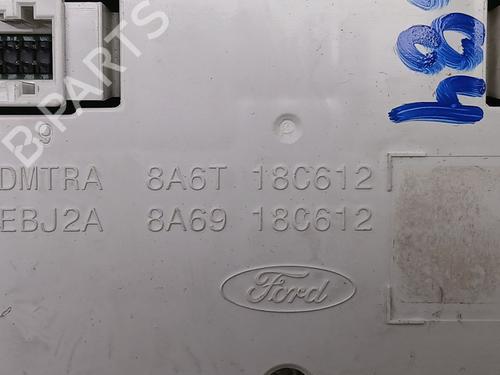 9
DMTRA 8A6T 18C612
EBJ2A 8A69 18C612
Ford
B-PARTS